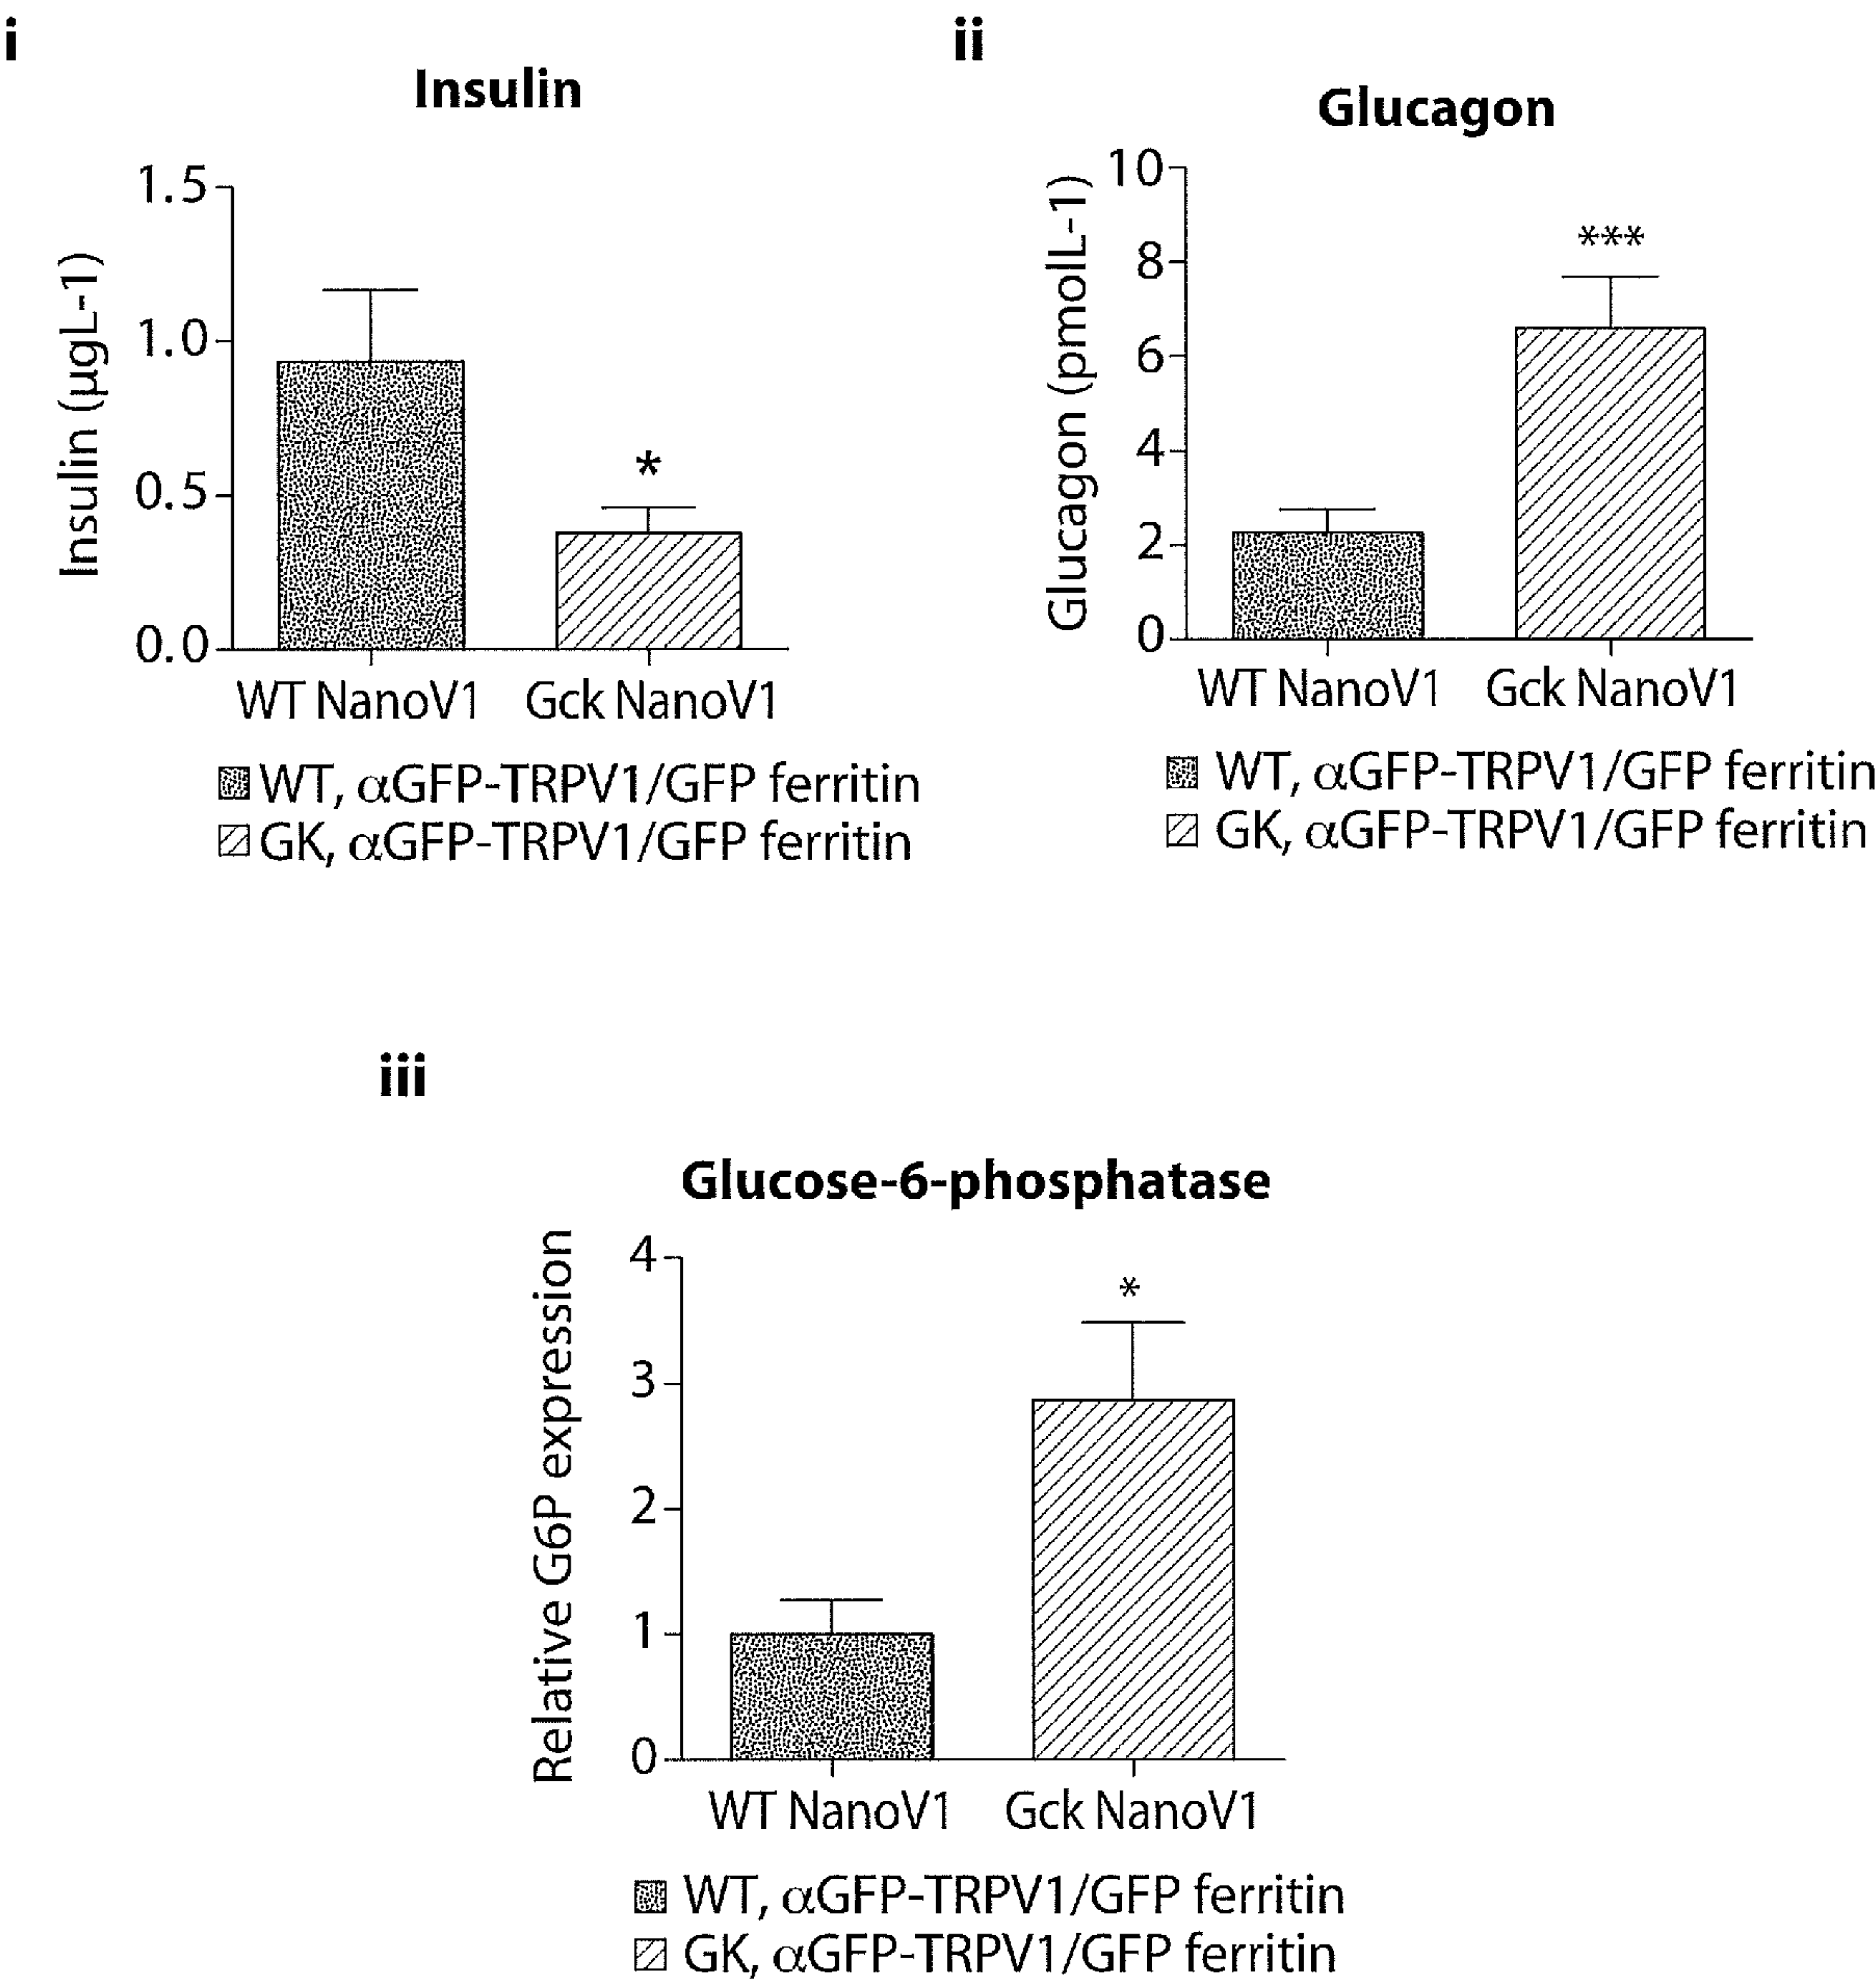 i
Insulin
Insulin (µgL-1)
1.5
1.0
0.5
0.0
*
WT NanoV1 Gck NanoV1
WT, αGFP-TRPV1/GFP ferritin
GK, αGFP-TRPV1/GFP ferritin
ii
Glucagon
Glucagon (pmolL-1)
10
8
6
4
2
0
***
WT NanoV1 Gck NanoV1
WT, αGFP-TRPV1/GFP ferritin
GK, αGFP-TRPV1/GFP ferritin
iii
Glucose-6-phosphatase
Relative G6P expression
4
3
2
1
0
*
WT NanoV1 Gck NanoV1
WT, αGFP-TRPV1/GFP ferritin
GK, αGFP-TRPV1/GFP ferritin